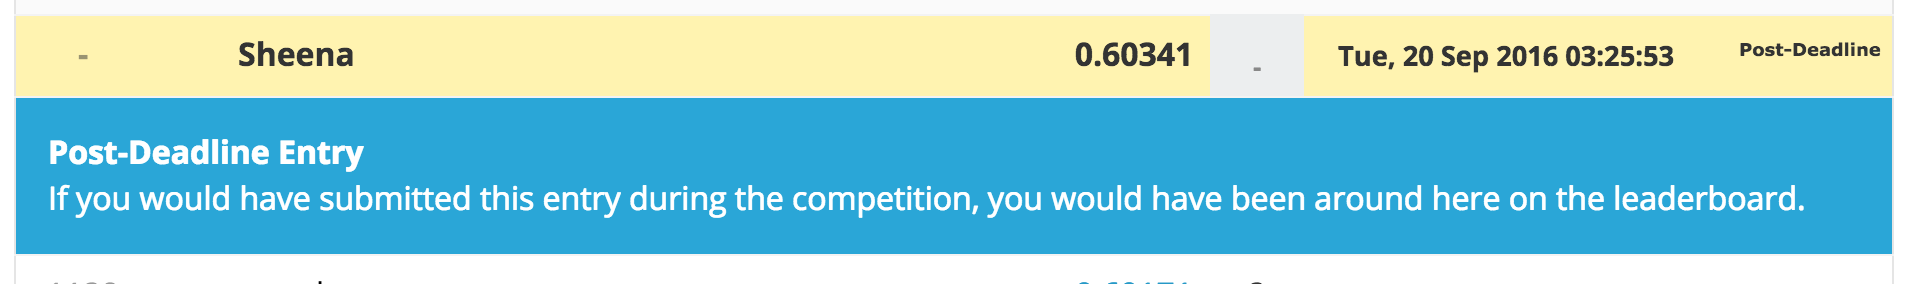 - Sheena 0.60341 - Tue, 20 Sep 2016 03:25:53 Post-Deadline
Post-Deadline Entry
If you would have submitted this entry during the competition, you would have been around here on the leaderboard.